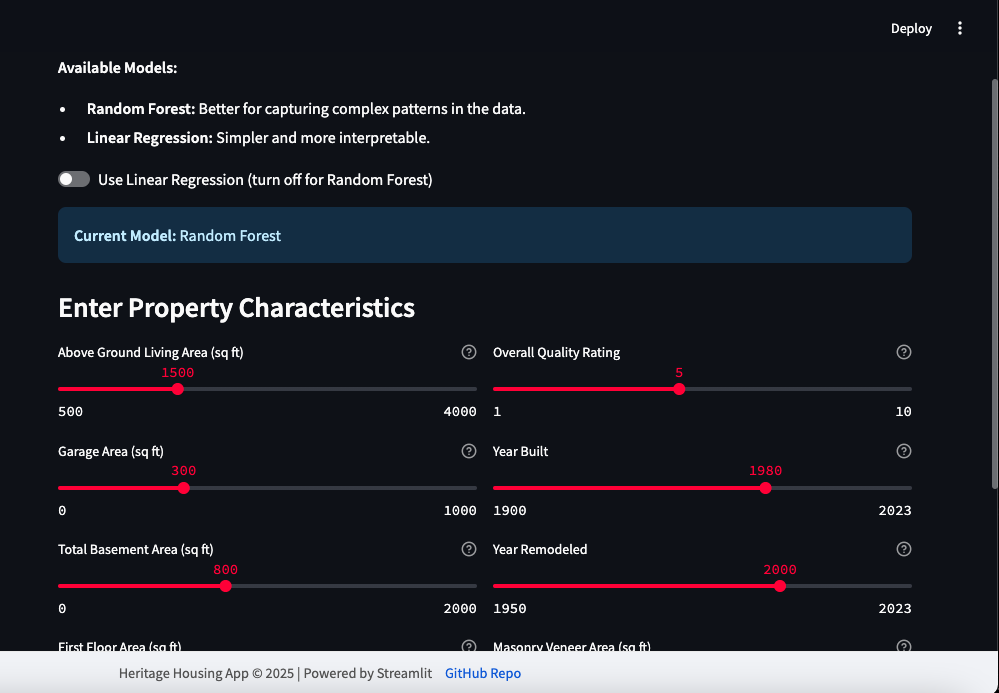 Deploy
Available Models:
• Random Forest: Better for capturing complex patterns in the data.
• Linear Regression: Simpler and more interpretable.
Use Linear Regression (turn off for Random Forest)
Current Model: Random Forest
Enter Property Characteristics
Above Ground Living Area (sq ft)
1500
500 4000
Overall Quality Rating
5
1 10
Garage Area (sq ft)
300
0 1000
Year Built
1980
1900 2023
Total Basement Area (sq ft)
800
0 2000
Year Remodeled
2000
1950 2023
First Floor Area (sq ft)
Masonry Veneer Area (sq ft)
Heritage Housing App © 2025 | Powered by Streamlit GitHub Repo